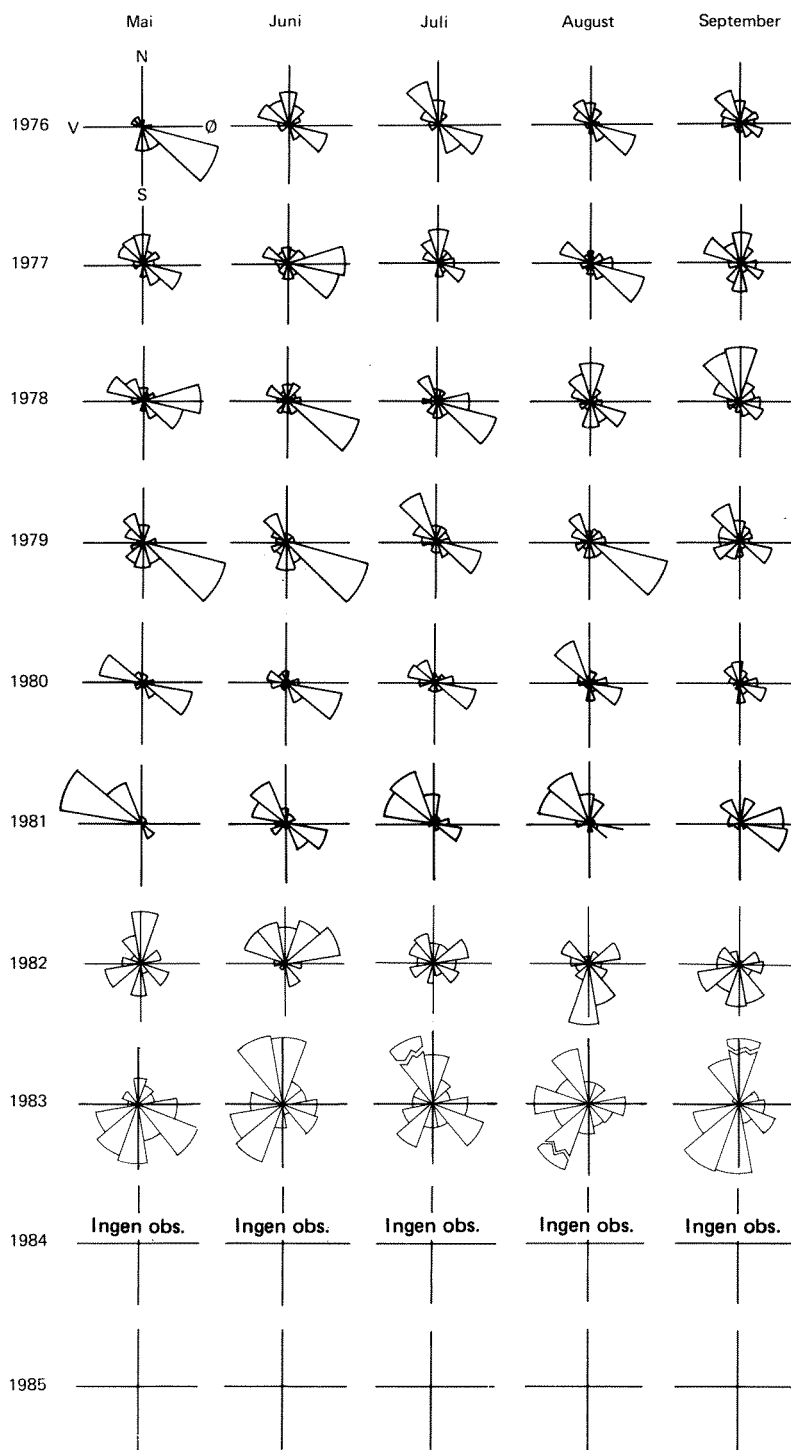 Mai Juni Juli August September
N
1976 V Ø
S
1977
1978
1979
1980
1981
1982
1983
Ingen obs. Ingen obs. Ingen obs. Ingen obs. Ingen obs.
1984
1985